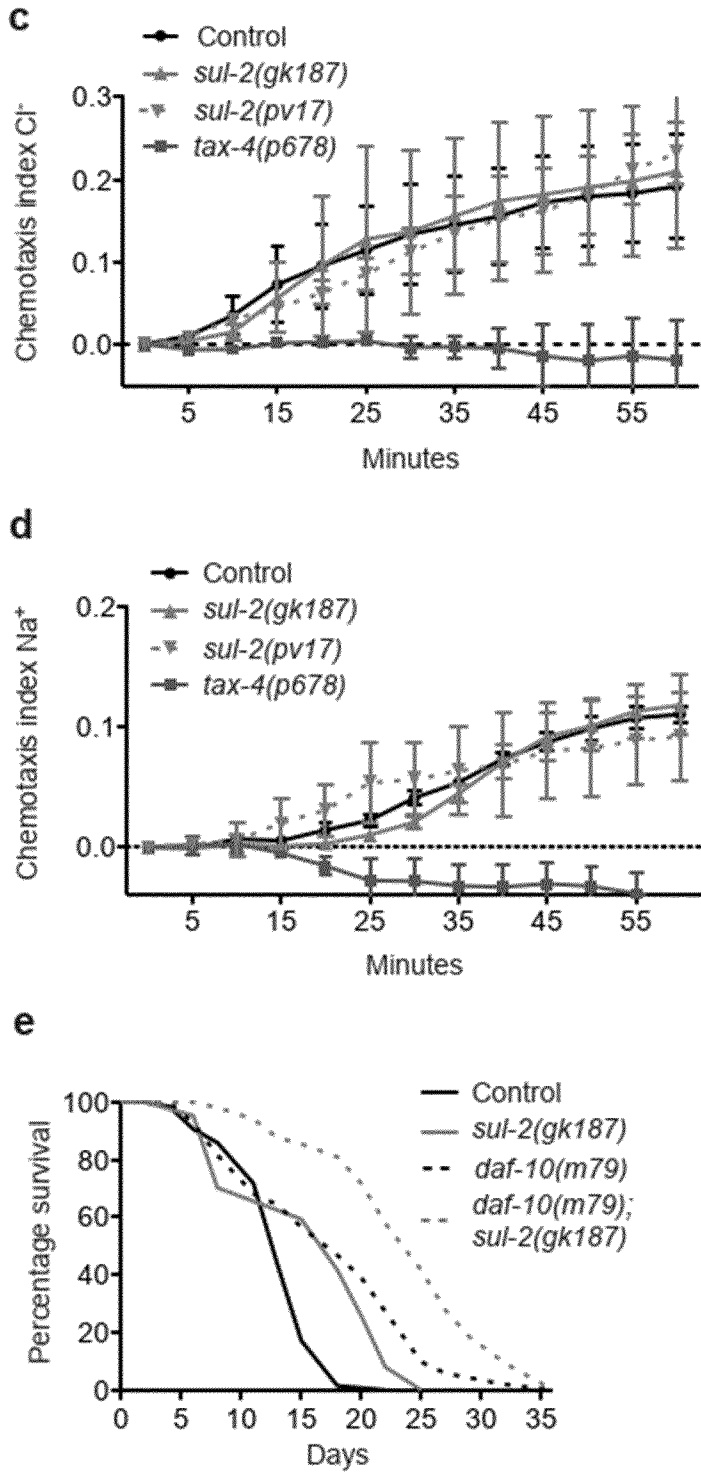 c
Control
sul-2(gk187)
sul-2(pv17)
tax-4(p678)
Chemotaxis index Cl-
0.3
0.2
0.1
0.0
5 15 25 35 45 55
Minutes
d
Control
sul-2(gk187)
sul-2(pv17)
tax-4(p678)
Chemotaxis index Na+
0.2
0.1
0.0
5 15 25 35 45 55
Minutes
e
Control
sul-2(gk187)
daf-10(m79)
daf-10(m79);
sul-2(gk187)
Percentage survival
100
80
60
40
20
0
0 5 10 15 20 25 30 35
Days